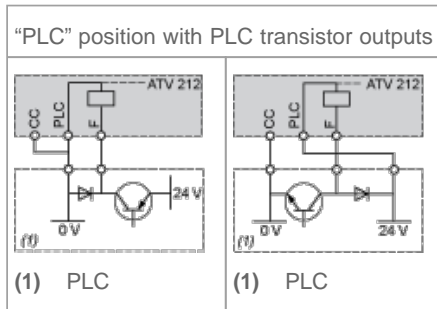 “PLC” position with PLC transistor outputs
ATV 212
CC
PLC
F
24 V
0 V
(1)
(1) PLC
ATV 212
CC
PLC
F
0 V
24 V
(1)
(1) PLC